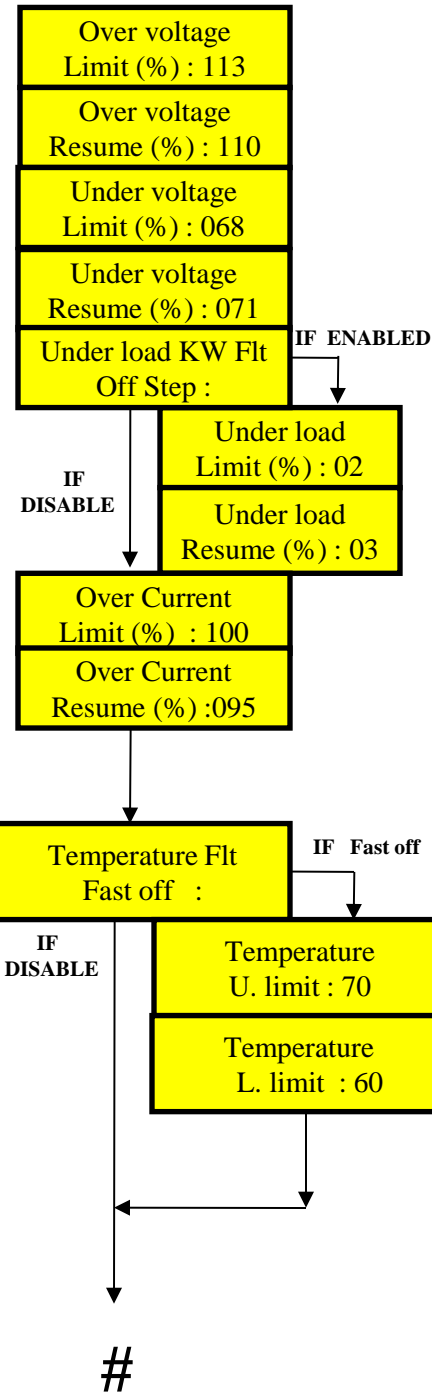 Over voltage
Limit (%) : 113
Over voltage
Resume (%) : 110
Under voltage
Limit (%) : 068
Under voltage
Resume (%) : 071
Under load KW Flt
Off Step :
IF ENABLED
Under load
Limit (%) : 02
Under load
Resume (%) : 03
IF
DISABLE
Over Current
Limit (%) : 100
Over Current
Resume (%) :095
Temperature Flt
Fast off :
IF Fast off
IF
DISABLE
Temperature
U. limit : 70
Temperature
L. limit : 60
#